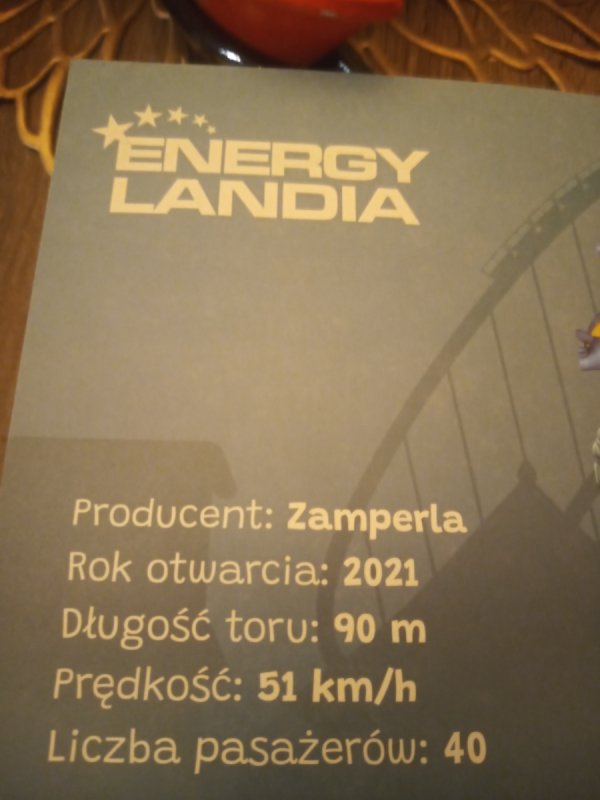 ENERGY
LANDIA
Producent: Zamperla
Rok otwarcia: 2021
Długość toru: 90 m
Prędkość: 51 km/h
Liczba pasażerów: 40